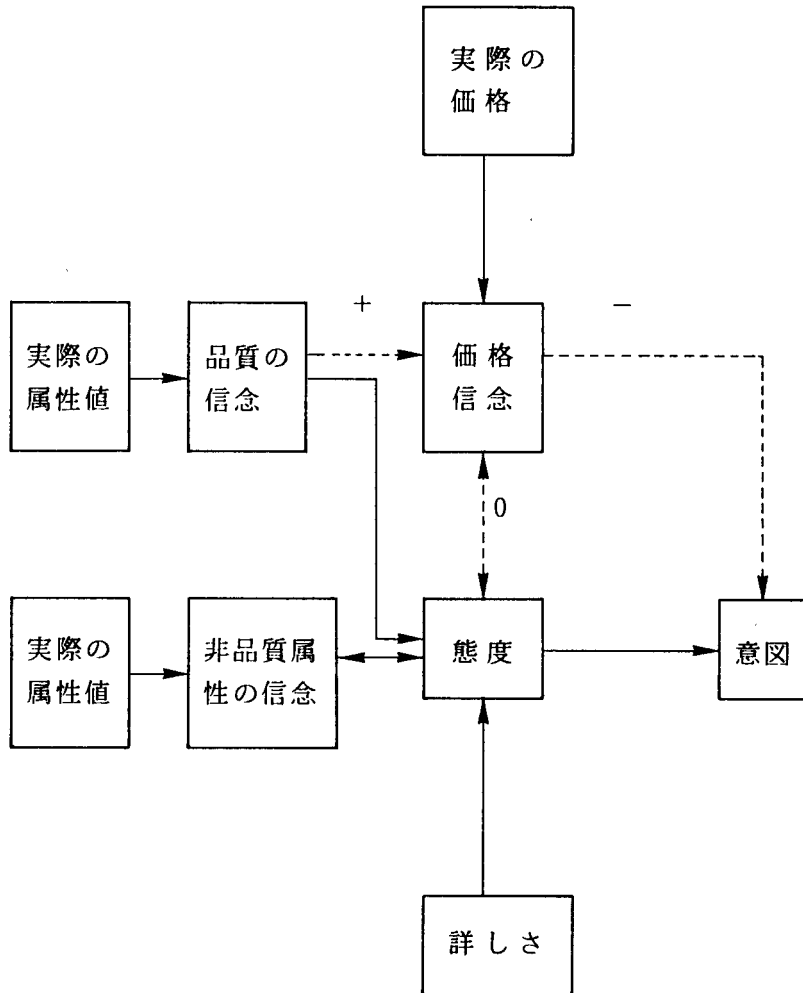 実際の
価格
+
−
実際の
属性値
品質の
信念
価格
信念
0
実際の
属性値
非品質属
性の信念
態度
意図
詳しさ